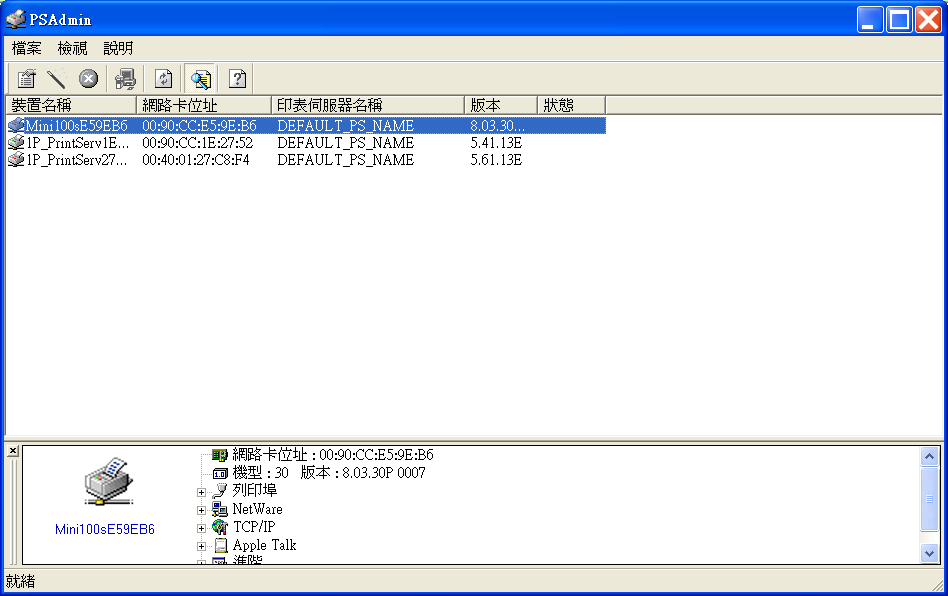 PSAdmin
檔案 檢視 說明
裝置名稱 網路卡位址 印表伺服器名稱 版本 狀態
Mini100sE59EB6 00:90:CC:E5:9E:B6 DEFAULT_PS_NAME 8.03.30...
1P_PrintServ1E... 00:90:CC:1E:27:52 DEFAULT_PS_NAME 5.41.13E
1P_PrintServ27... 00:40:01:27:C8:F4 DEFAULT_PS_NAME 5.61.13E
網路卡位址 : 00:90:CC:E5:9E:B6
機型 : 30 版本 : 8.03.30P 0007
列印埠
NetWare
TCP/IP
Apple Talk
進階
Mini100sE59EB6
就緒